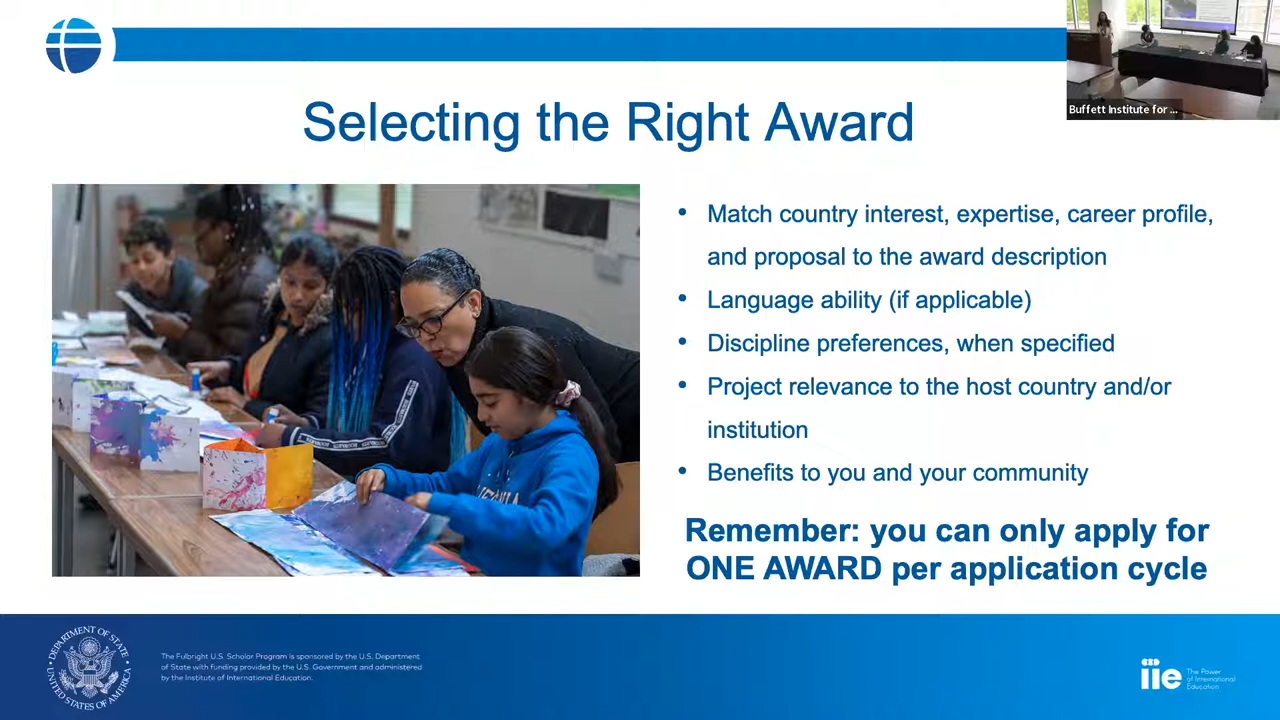 Buffett Institute for ...
Selecting the Right Award
• Match country interest, expertise, career profile,
and proposal to the award description
• Language ability (if applicable)
• Discipline preferences, when specified
• Project relevance to the host country and/or
institution
• Benefits to you and your community
Remember: you can only apply for
ONE AWARD per application cycle
DEPARTMENT OF STATE
UNITED STATES OF AMERICA
The Fulbright U.S. Scholar Program is sponsored by the U.S. Department
of State with funding provided by the U.S. Government and administered
by the Institute of International Education.
iie
The Power
of International
Education